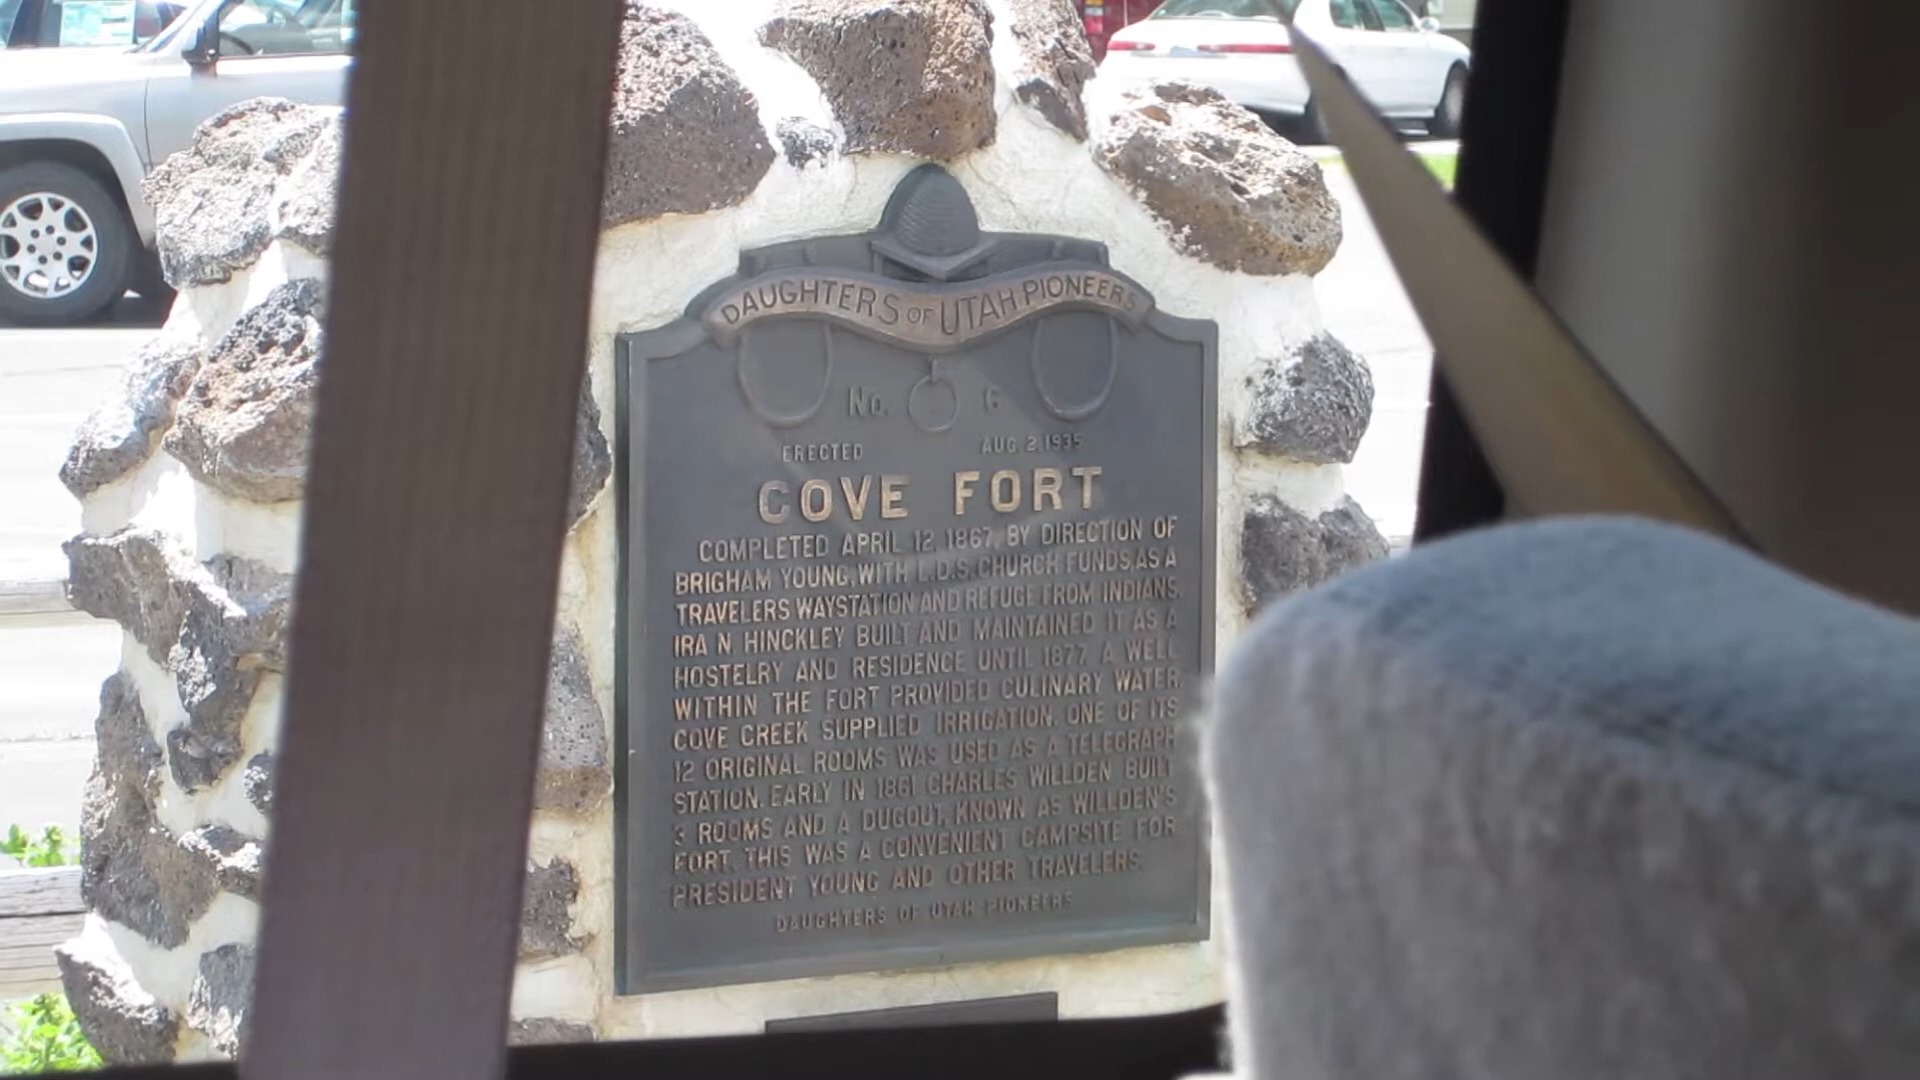 DAUGHTERS OF UTAH PIONEERS
No. 6
ERECTED AUG. 2, 1935
COVE FORT
COMPLETED APRIL 12, 1867, BY DIRECTION OF
BRIGHAM YOUNG, WITH L.D.S. CHURCH FUNDS, AS A
TRAVELERS WAYSTATION AND REFUGE FROM INDIANS.
IRA N HINCKLEY BUILT AND MAINTAINED IT AS A
HOSTELRY AND RESIDENCE UNTIL 1877. A WELL
WITHIN THE FORT PROVIDED CULINARY WATER
COVE CREEK SUPPLIED IRRIGATION. ONE OF ITS
12 ORIGINAL ROOMS WAS USED AS A TELEGRAPH
STATION. EARLY IN 1861 CHARLES WILLDEN BUILT
3 ROOMS AND A DUGOUT, KNOWN AS WILLDEN'S
FORT. THIS WAS A CONVENIENT CAMPSITE FOR
PRESIDENT YOUNG AND OTHER TRAVELERS.
DAUGHTERS OF UTAH PIONEERS